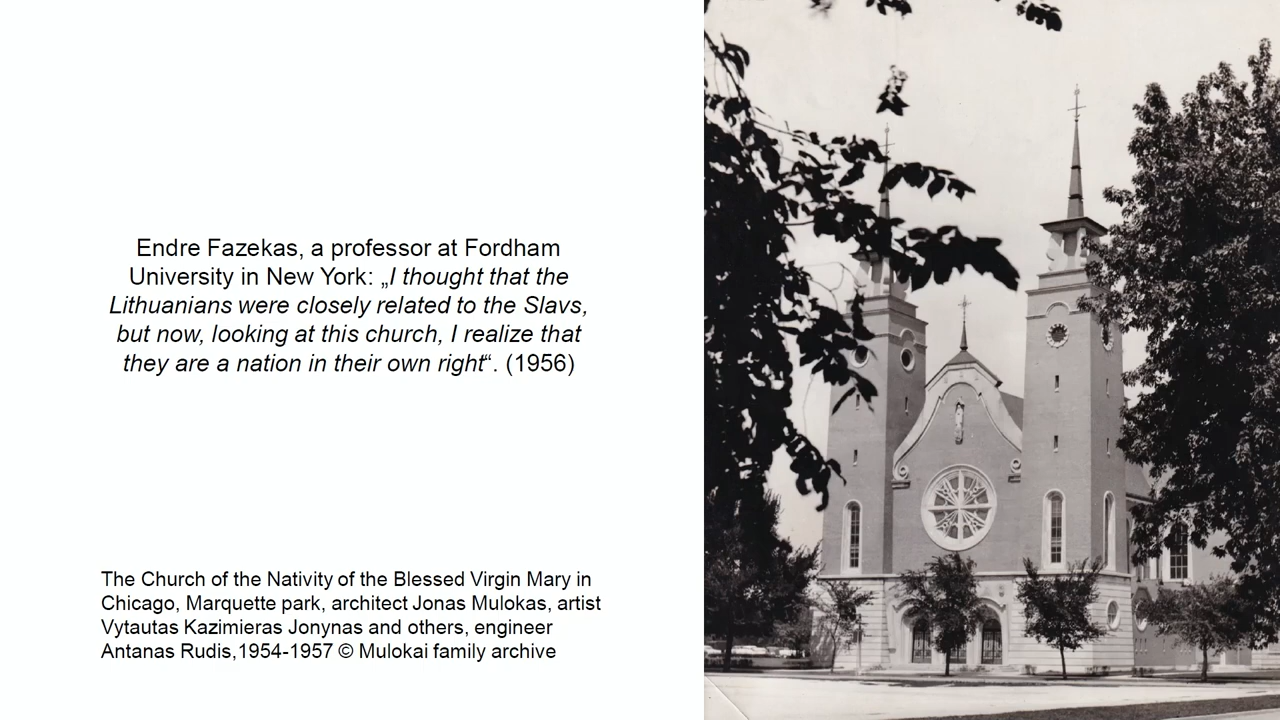 Endre Fazekas, a professor at Fordham
University in New York: „I thought that the
Lithuanians were closely related to the Slavs,
but now, looking at this church, I realize that
they are a nation in their own right“. (1956)
The Church of the Nativity of the Blessed Virgin Mary in
Chicago, Marquette park, architect Jonas Mulokas, artist
Vytautas Kazimieras Jonynas and others, engineer
Antanas Rudis,1954-1957 © Mulokai family archive